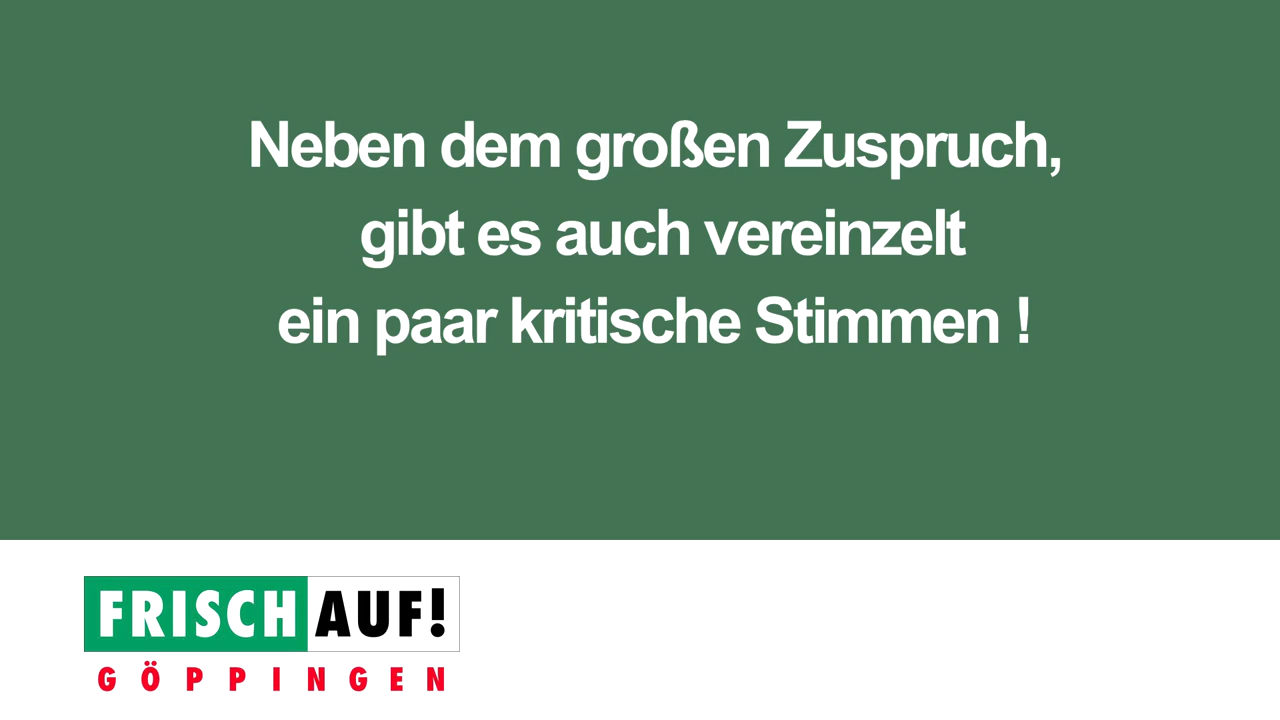 Neben dem großen Zuspruch,
gibt es auch vereinzelt
ein paar kritische Stimmen !
FRISCH AUF!
GÖPPINGEN